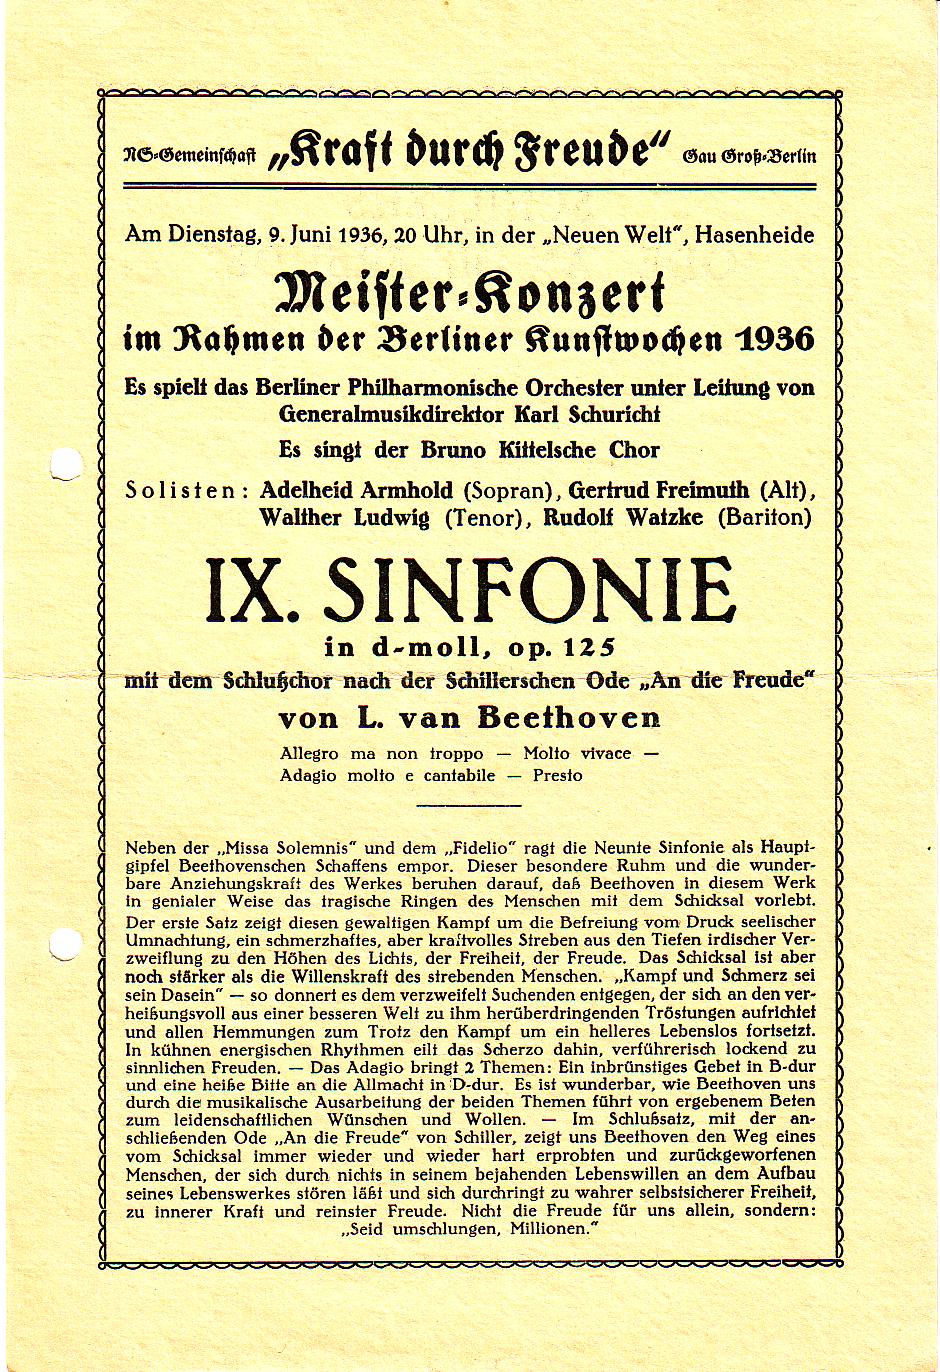 NS-Gemeinschaft „Kraft durch Freude“ Gau Groß-Berlin
Am Dienstag, 9. Juni 1936, 20 Uhr, in der „Neuen Welt“, Hasenheide
Meister-Konzert
im Rahmen der Berliner Kunstwochen 1936
Es spielt das Berliner Philharmonische Orchester unter Leitung von
Generalmusikdirektor Karl Schuricht
Es singt der Bruno Kittelsche Chor
Solisten: Adelheid Armhold (Sopran), Gertrud Freimuth (Alt),
Walther Ludwig (Tenor), Rudolf Watzke (Bariton)
IX. SINFONIE
in d-moll, op. 125
mit dem Schlußchor nach der Schillerschen Ode „An die Freude“
von L. van Beethoven
Allegro ma non troppo — Molto vivace —
Adagio molto e cantabile — Presto
Neben der „Missa Solemnis“ und dem „Fidelio“ ragt die Neunte Sinfonie als Haupt-
gipfel Beethovenschen Schaffens empor. Dieser besondere Ruhm und die wunder-
bare Anziehungskraft des Werkes beruhen darauf, daß Beethoven in diesem Werk
in genialer Weise das tragische Ringen des Menschen mit dem Schicksal vorlebt.
Der erste Satz zeigt diesen gewaltigen Kampf um die Befreiung vom Druck seelischer
Umnachtung, ein schmerzhaftes, aber kraftvolles Streben aus den Tiefen irdischer Ver-
zweiflung zu den Höhen des Lichts, der Freiheit, der Freude. Das Schicksal ist aber
noch stärker als die Willenskraft des strebenden Menschen. „Kampf und Schmerz sei
sein Dasein“ — so donnert es dem verzweifelt Suchenden entgegen, der sich an den ver-
heißungsvoll aus einer besseren Welt zu ihm herüberdringenden Tröstungen aufrichtet
und allen Hemmungen zum Trotz den Kampf um ein helleres Lebenslos fortsetzt.
In kühnen energischen Rhythmen eilt das Scherzo dahin, verführerisch lockend zu
sinnlichen Freuden. — Das Adagio bringt 2 Themen: Ein inbrünstiges Gebet in B-dur
und eine heiße Bitte an die Allmacht in D-dur. Es ist wunderbar, wie Beethoven uns
durch die musikalische Ausarbeitung der beiden Themen führt von ergebenem Beten
zum leidenschaftlichen Wünschen und Wollen. — Im Schlußsatz, mit der an-
schließenden Ode „An die Freude“ von Schiller, zeigt uns Beethoven den Weg eines
vom Schicksal immer wieder und wieder hart erprobten und zurückgeworfenen
Menschen, der sich durch nichts in seinem bejahenden Lebenswillen an dem Aufbau
seines Lebenswerkes stören läßt und sich durchringt zu wahrer selbstsicherer Freiheit,
zu innerer Kraft und reinster Freude. Nicht die Freude für uns allein, sondern:
„Seid umschlungen, Millionen.“